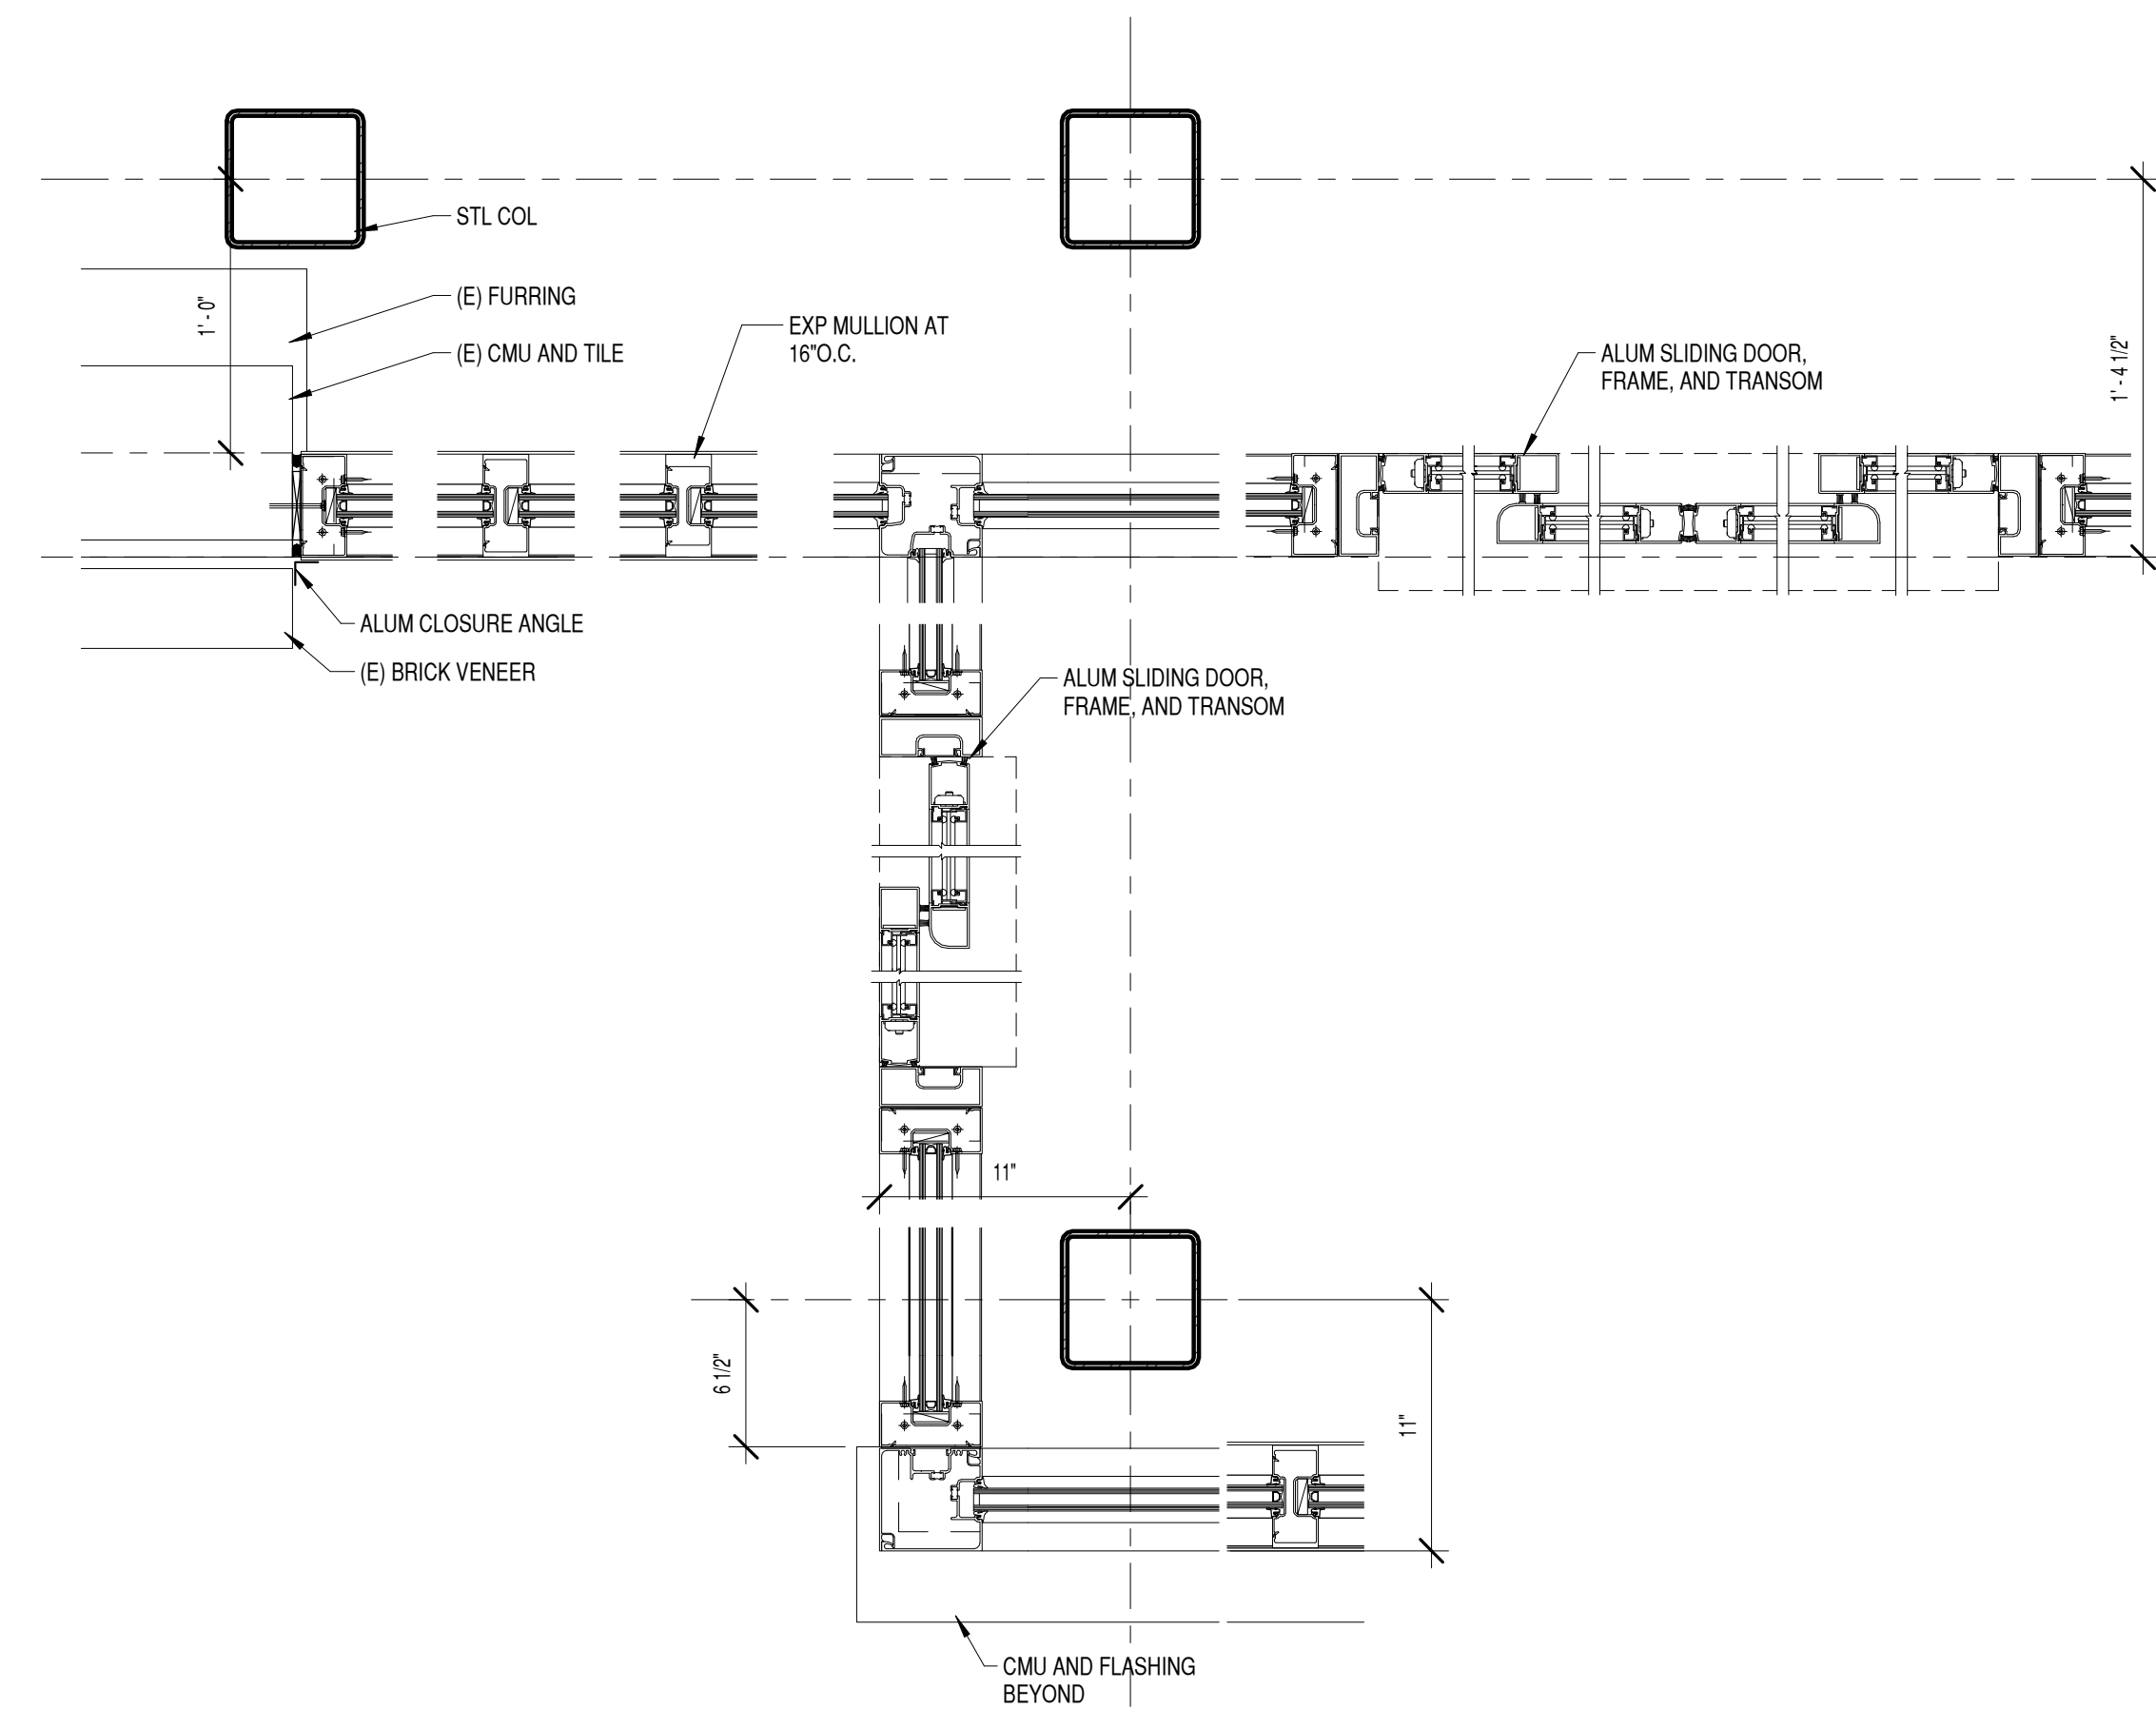 STL COL
(E) FURRING
1' - 0"
EXP MULLION AT
16"O.C.
(E) CMU AND TILE
ALUM SLIDING DOOR,
FRAME, AND TRANSOM
1' - 4 1/2"
ALUM CLOSURE ANGLE
(E) BRICK VENEER
ALUM SLIDING DOOR,
FRAME, AND TRANSOM
11"
6 1/2"
11"
CMU AND FLASHING
BEYOND